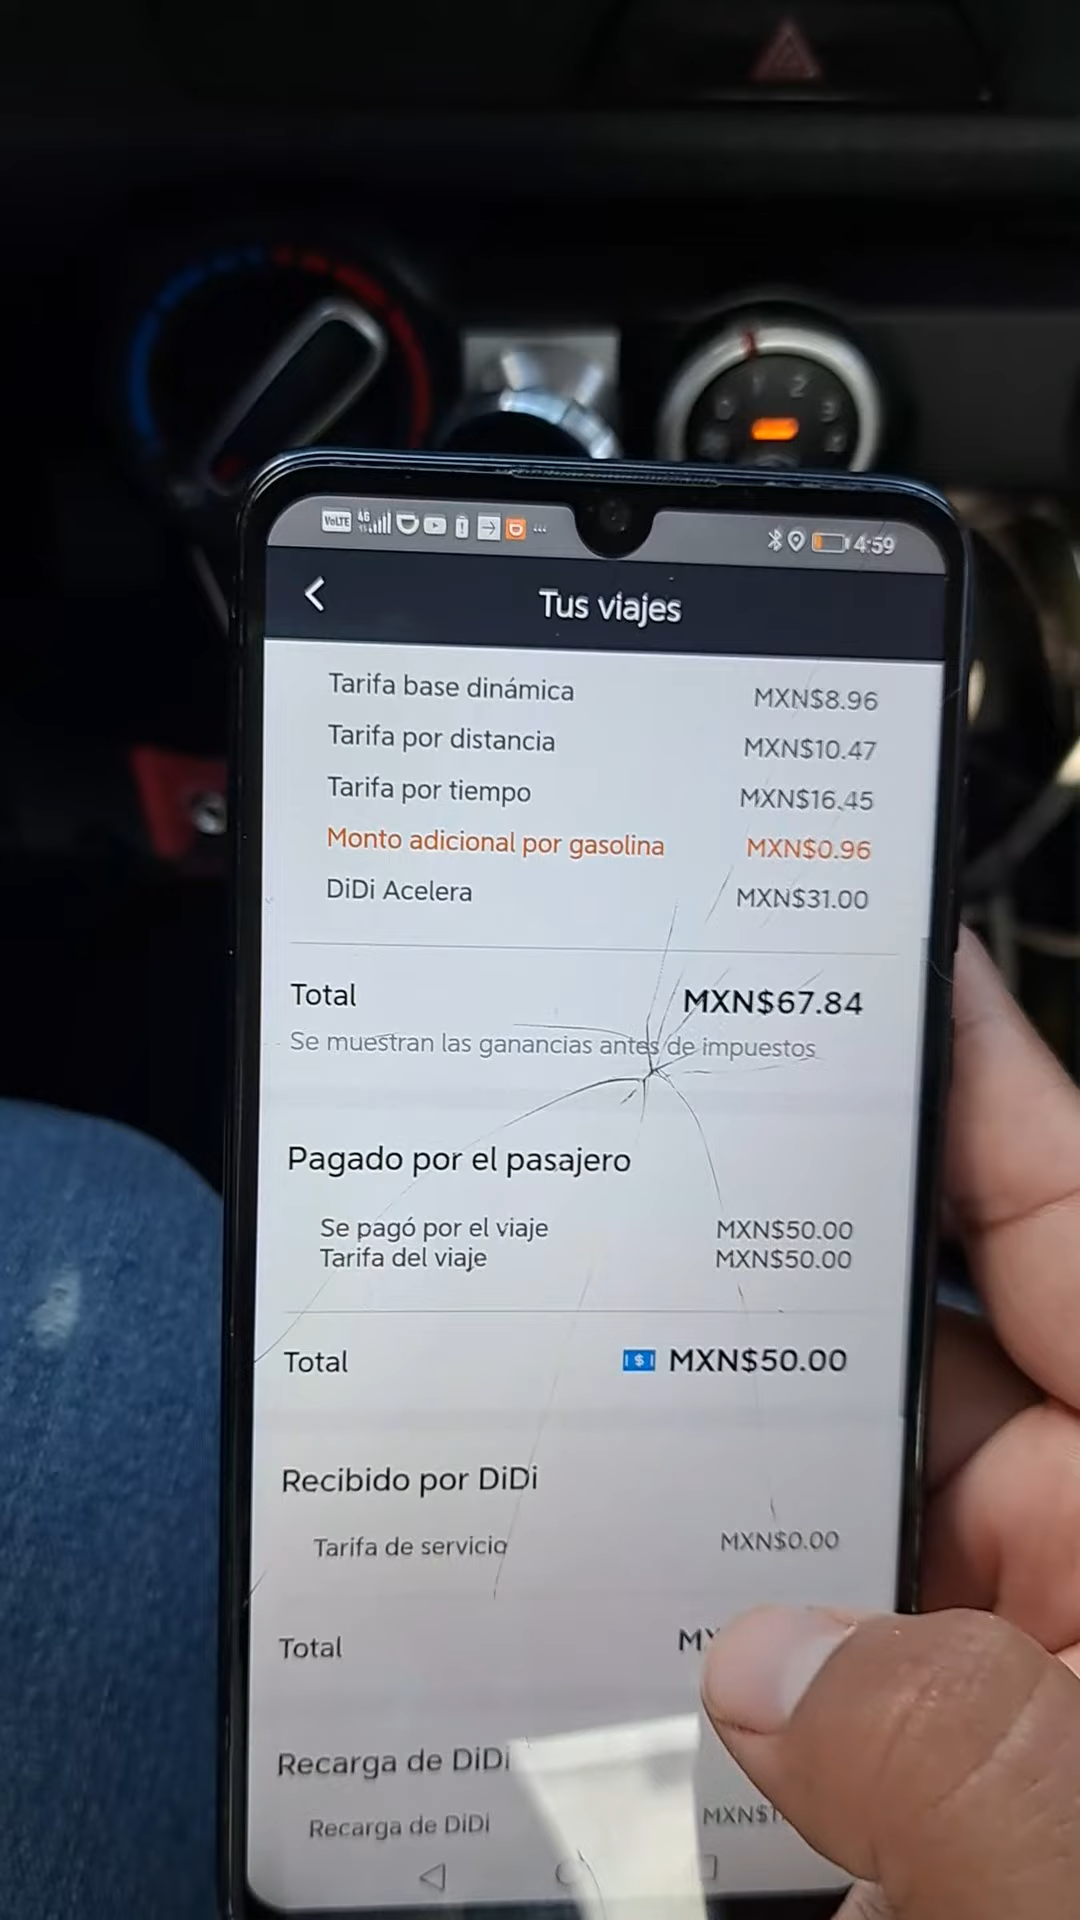 VoLTE 4G 4:59
Tus viajes
Tarifa base dinámica MXN$8.96
Tarifa por distancia MXN$10.47
Tarifa por tiempo MXN$16.45
Monto adicional por gasolina MXN$0.96
DiDi Acelera MXN$31.00
Total MXN$67.84
Se muestran las ganancias antes de impuestos
Pagado por el pasajero
Se pagó por el viaje MXN$50.00
Tarifa del viaje MXN$50.00
Total MXN$50.00
Recibido por DiDi
Tarifa de servicio MXN$0.00
Total
Recarga de DiDi
Recarga de DiDi